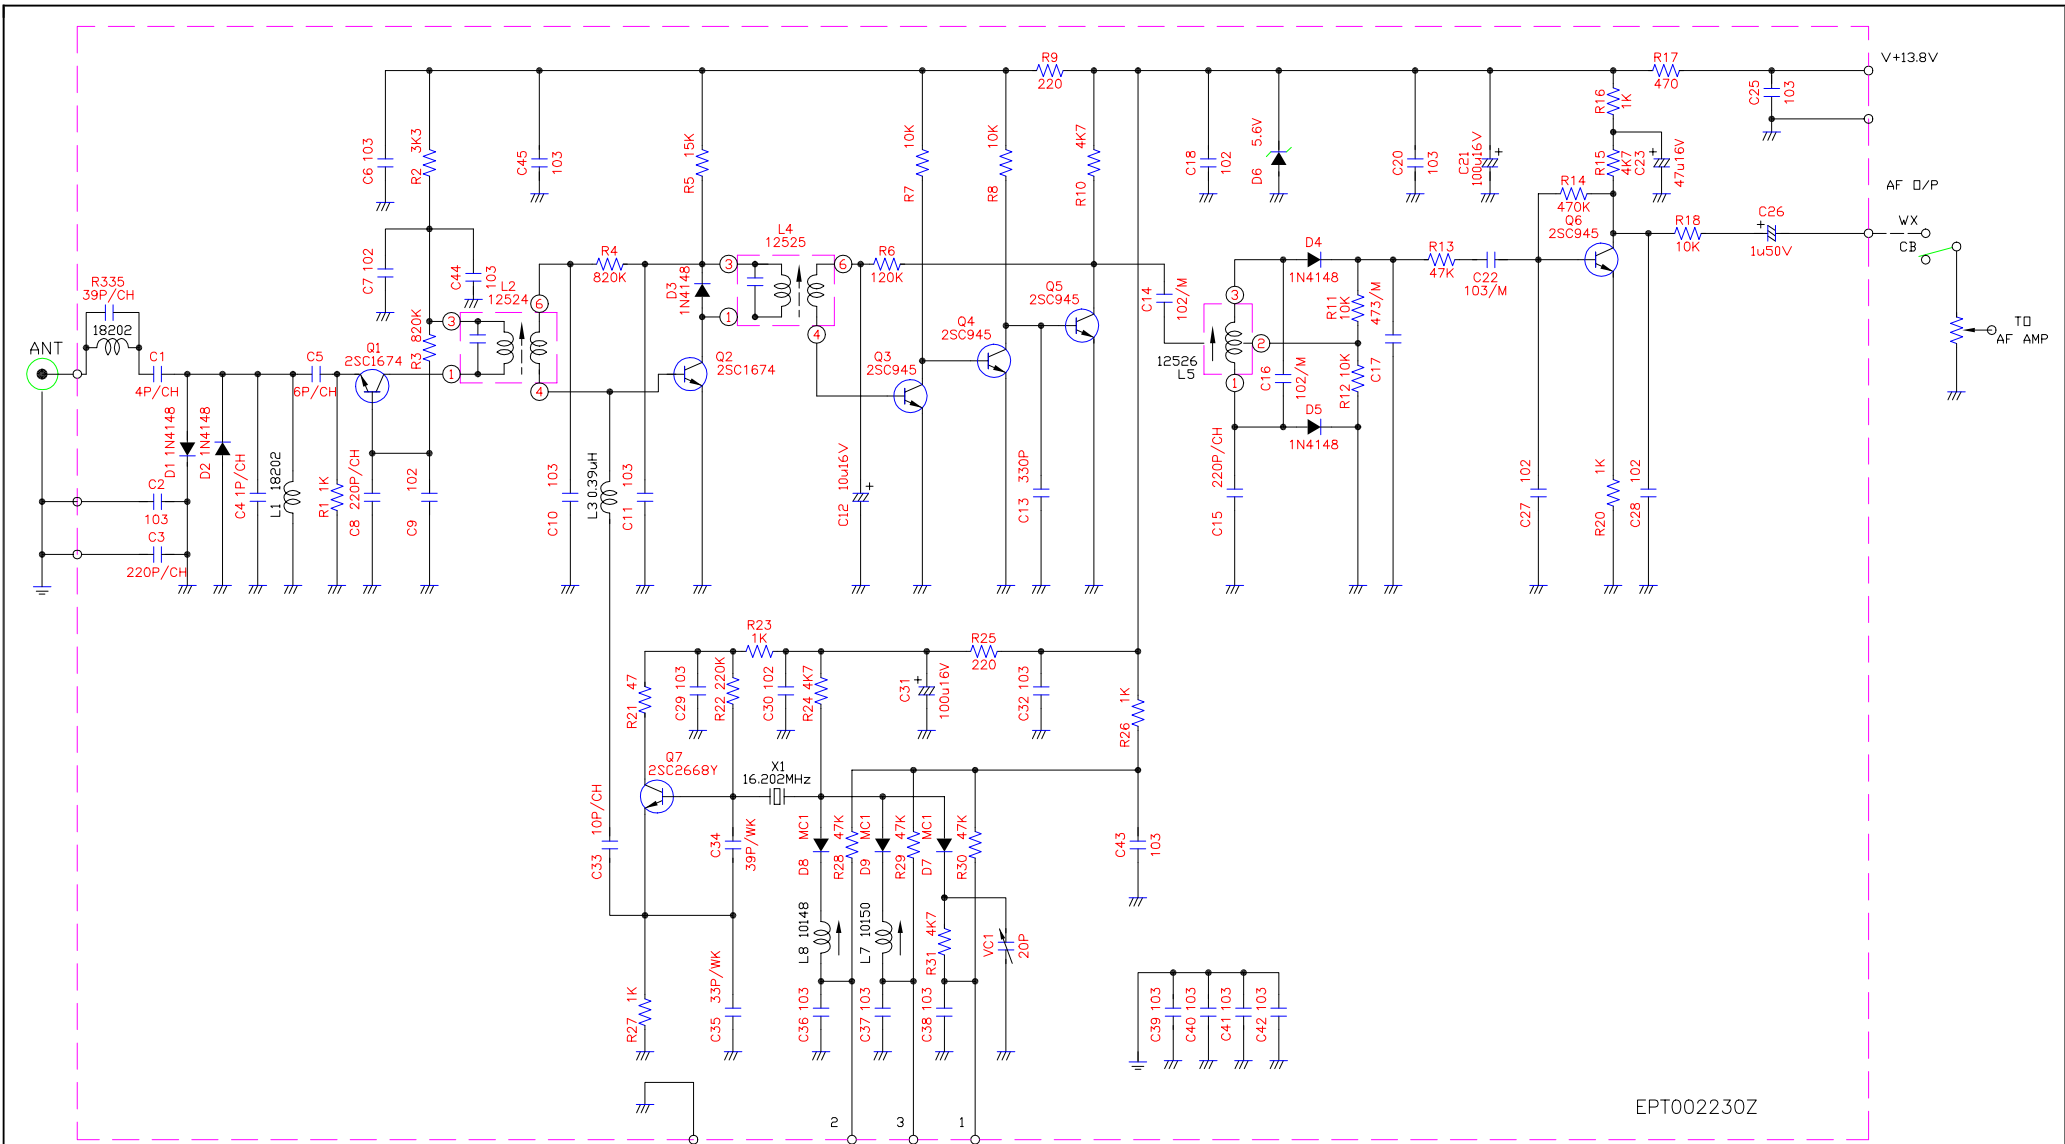 R9
220
R17
470
V+13.8V
C6 103
R2 3K3
C45
103
R5 15K
R7 10K
R8 10K
R10 4K7
C18
102
D6 5.6V
C20
103
C21
100u16V
R16
1K
R15
4K7
C23
47u16V
C25
103
AF O/P
WX
CB
TO
AF AMP
R14
470K
Q6
2SC945
R18
10K
C26
1u50V
R335
39P/CH
18202
ANT
C1
4P/CH
C5
6P/CH
Q1
2SC1674
C7 102
C44
103
L2
12524
3
1
6
4
R3 820K
R4
820K
D3
1N4148
L4
12525
3
1
6
4
R6
120K
Q2
2SC1674
Q3
2SC945
Q4
2SC945
Q5
2SC945
C14
102/M
12526
L5
3
2
1
D4
1N4148
R11
10K
C16
102/M
R12 10K
473/M
C17
D5
1N4148
R13
47K
C22
103/M
D1 1N4148
D2 1N4148
C2
103
C3
220P/CH
C4 1P/CH
L1 18202
R1 1K
C8 220P/CH
C9 102
C10 103
L3 0.39uH
C11 103
C12 10u16V
C13 330P
C15 220P/CH
C27 102
R20 1K
C28 102
R23
1K
R25
220
R21 47
C29 103
R22 220K
C30 102
R24 4K7
C31
100u16V
C32 103
R26 1K
Q7
2SC2668Y
X1
16.202MHz
C33 10P/CH
C34
39P/WK
D8 MC1
R28 47K
D9 MC1
R29 47K
D7 MC1
R30 47K
C43
103
L8 10148
L7 10150
R31 4K7
VC1
20P
R27 1K
C35 33P/WK
C36 103
C37 103
C38 103
C39 103
C40 103
C41 103
C42 103
2
3
1
EPT002230Z